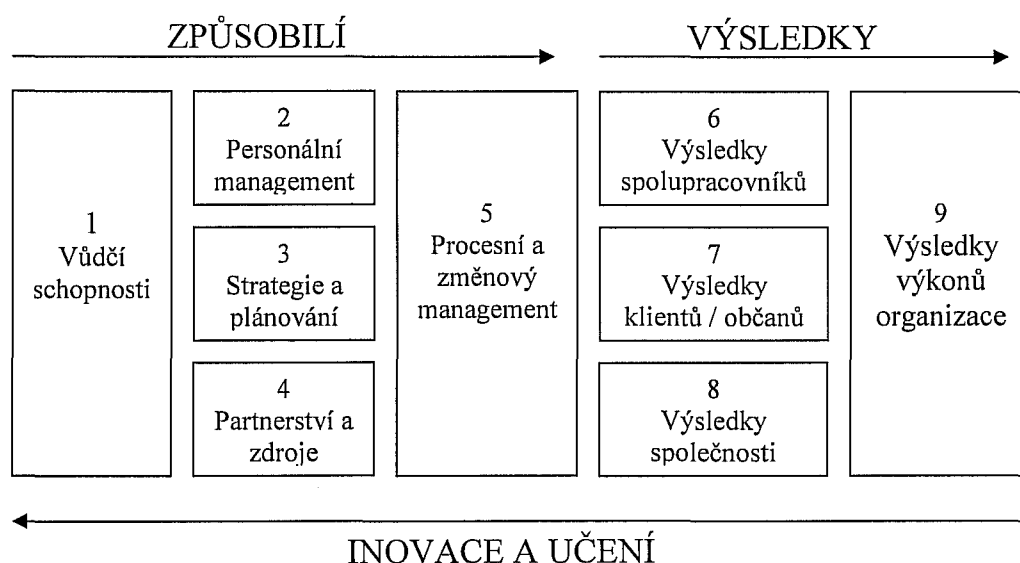 ZPŮSOBILÍ
VÝSLEDKY
1
Vůdčí
schopnosti
2
Personální
management
3
Strategie a
plánování
4
Partnerství a
zdroje
5
Procesní a
změnový
management
6
Výsledky
spolupracovníků
7
Výsledky
klientů / občanů
8
Výsledky
společnosti
9
Výsledky
výkonů
organizace
INOVACE A UČENÍ